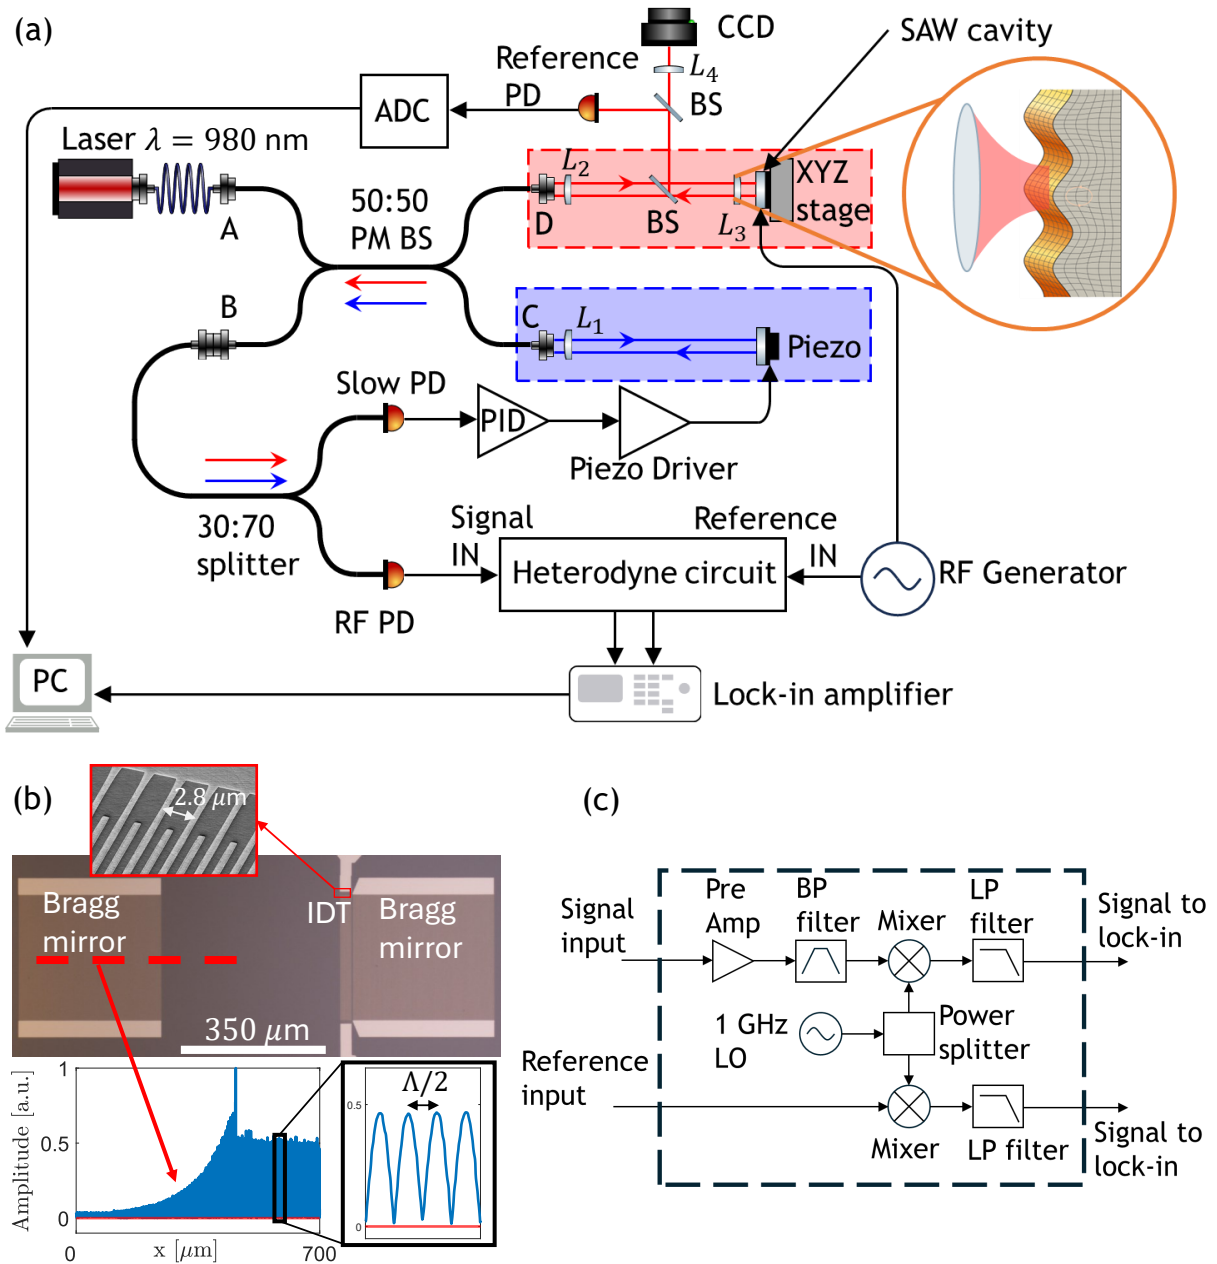 (a)
CCD
SAW cavity
Reference
PD
L4
BS
ADC
Laser λ = 980 nm
L2
XYZ
stage
A
50:50
PM BS
D
BS
L3
B
C
L1
Piezo
Slow PD
PID
Piezo Driver
30:70
splitter
Signal
IN
Reference
IN
Heterodyne circuit
RF Generator
RF PD
PC
Lock-in amplifier
(b)
2.8 μm
Bragg
mirror
IDT
Bragg
mirror
350 μm
Amplitude [a.u.]
1
0.5
0
0
x [μm]
700
Λ/2
0.5
0
(c)
Signal
input
Pre
Amp
BP
filter
Mixer
LP
filter
Signal to
lock-in
1 GHz
LO
Power
splitter
Reference
input
Mixer
LP filter
Signal to
lock-in